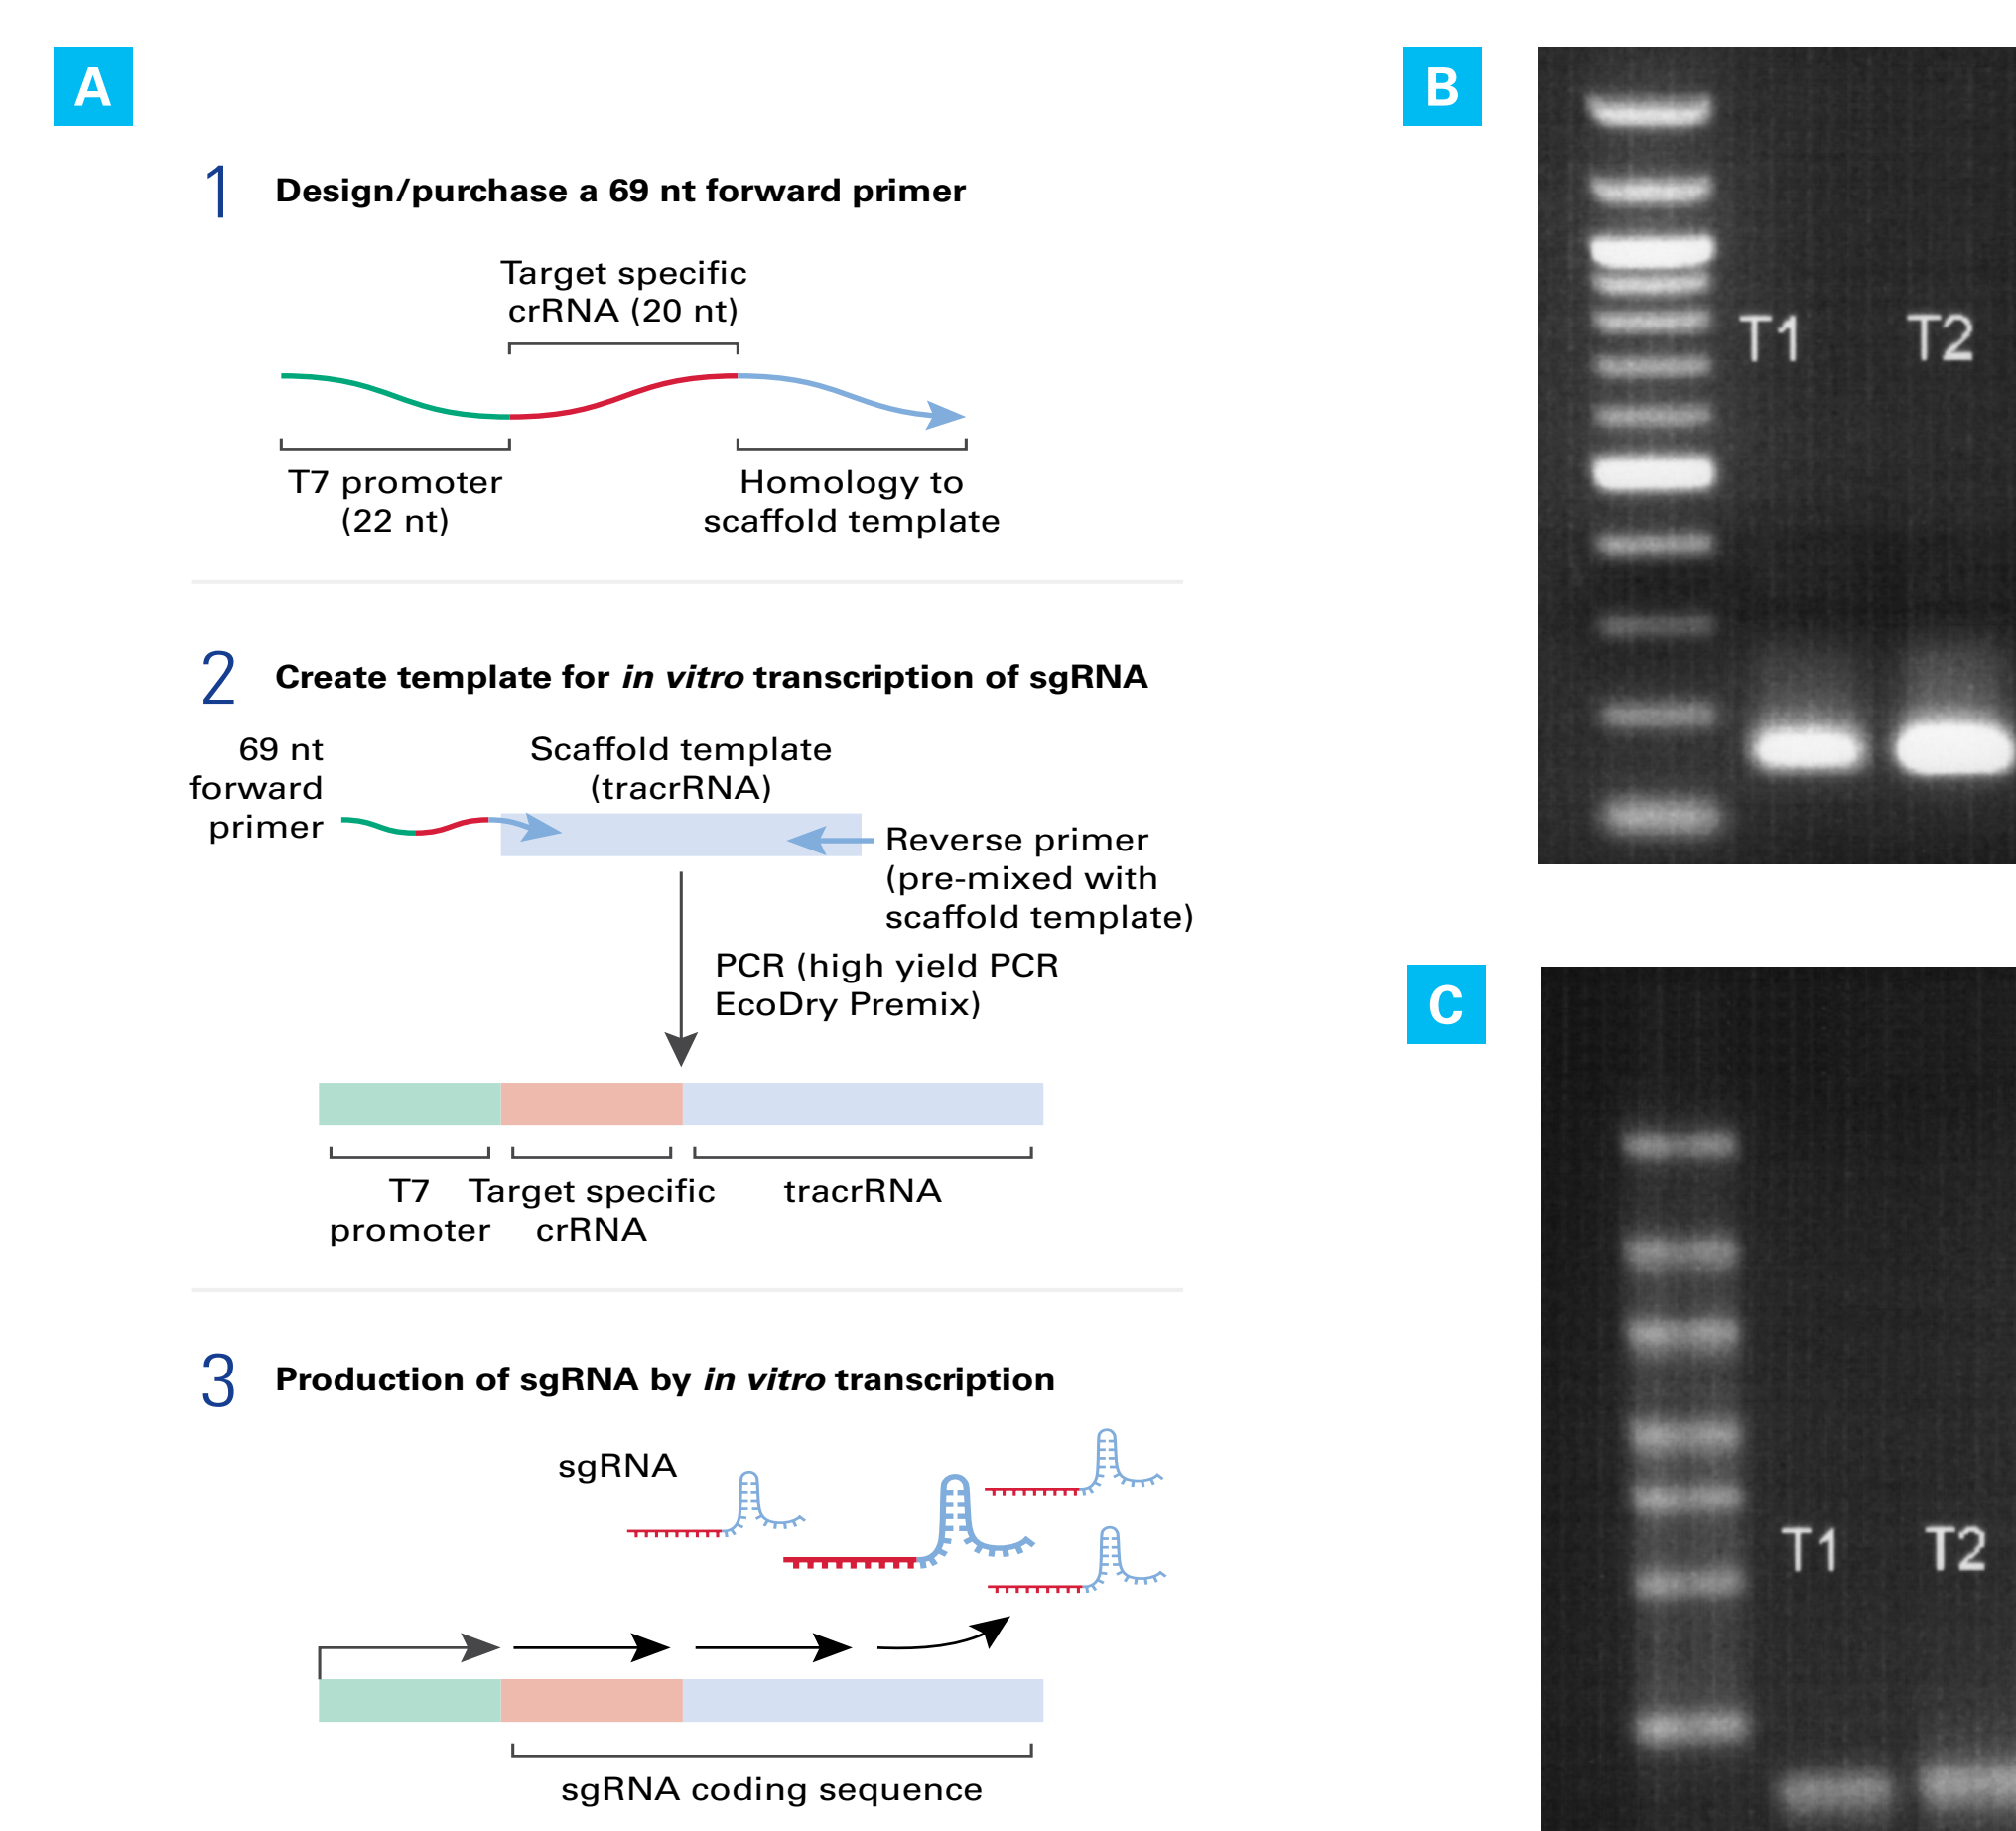 A
1 Design/purchase a 69 nt forward primer
Target specific
crRNA (20 nt)
T7 promoter
(22 nt)
Homology to
scaffold template
2 Create template for in vitro transcription of sgRNA
69 nt
forward
primer
Scaffold template
(tracrRNA)
Reverse primer
(pre-mixed with
scaffold template)
PCR (high yield PCR
EcoDry Premix)
T7
promoter
Target specific
crRNA
tracrRNA
3 Production of sgRNA by in vitro transcription
sgRNA
sgRNA coding sequence
B
T1 T2
C
T1 T2